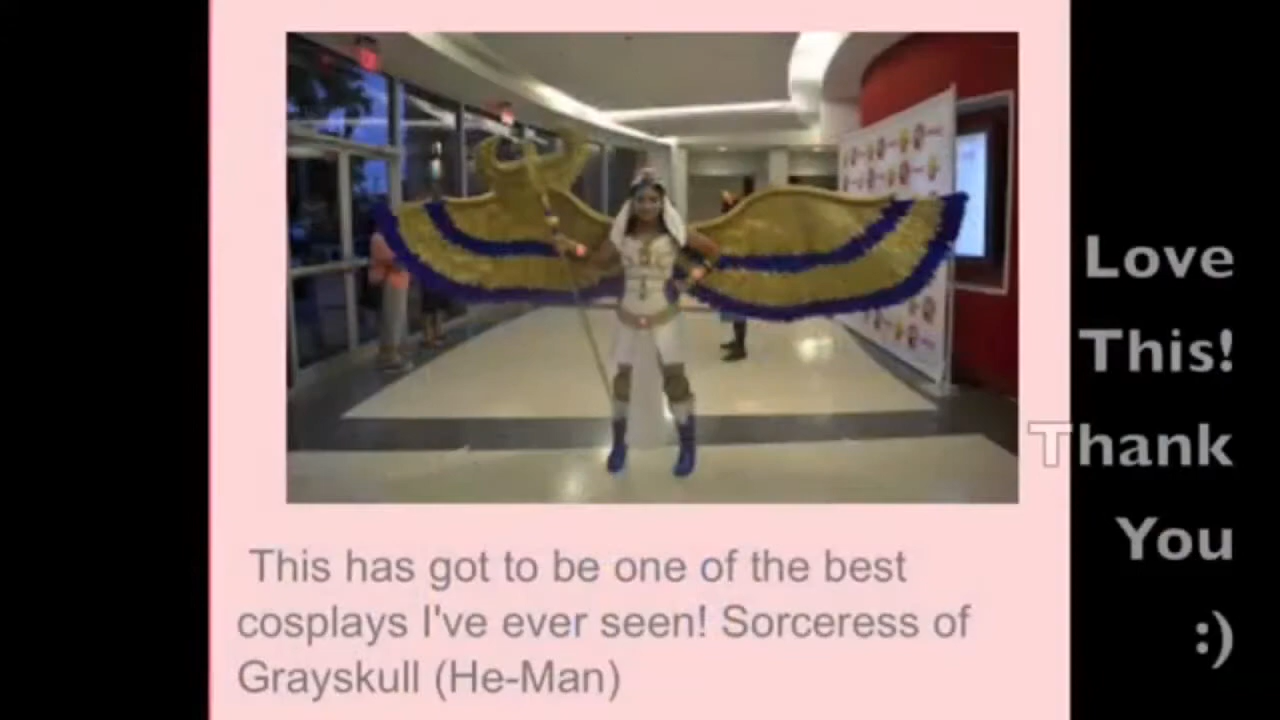 This has got to be one of the best
cosplays I've ever seen! Sorceress of
Grayskull (He-Man)
Love
This!
Thank
You
:)